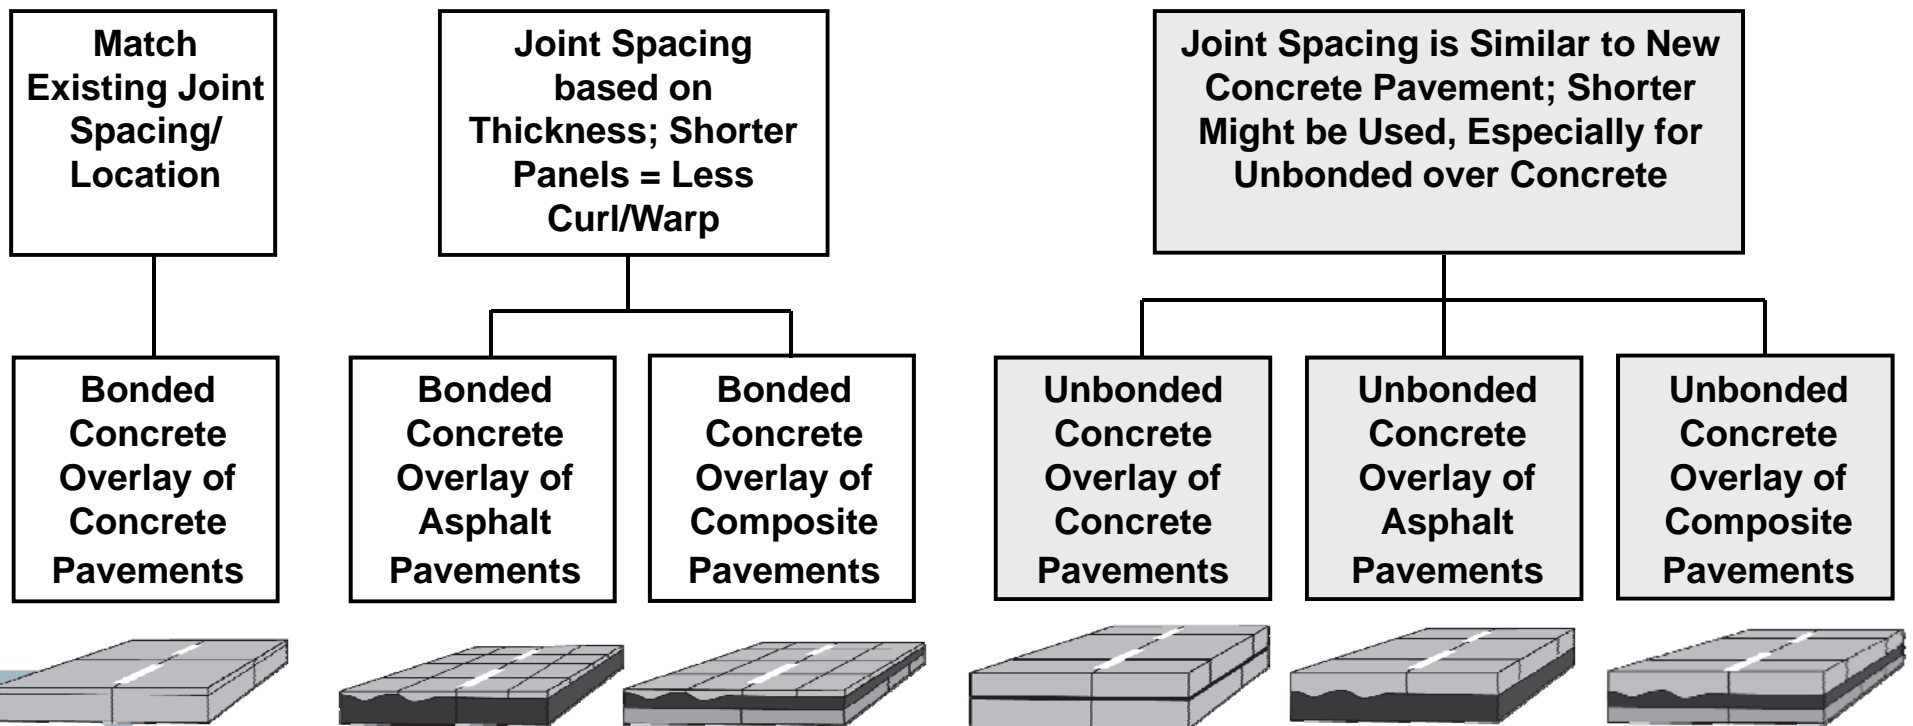 Match
Existing Joint
Spacing/
Location
Joint Spacing
based on
Thickness; Shorter
Panels = Less
Curl/Warp
Joint Spacing is Similar to New
Concrete Pavement; Shorter
Might be Used, Especially for
Unbonded over Concrete
Bonded
Concrete
Overlay of
Concrete
Pavements
Bonded
Concrete
Overlay of
Asphalt
Pavements
Bonded
Concrete
Overlay of
Composite
Pavements
Unbonded
Concrete
Overlay of
Concrete
Pavements
Unbonded
Concrete
Overlay of
Asphalt
Pavements
Unbonded
Concrete
Overlay of
Composite
Pavements